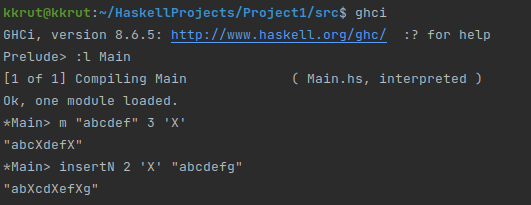 kkrut@kkrut:~/HaskellProjects/Project1/src$ ghci
GHCi, version 8.6.5: http://www.haskell.org/ghc/  :? for help
Prelude> :l Main
[1 of 1] Compiling Main             ( Main.hs, interpreted )
Ok, one module loaded.
*Main> m "abcdef" 3 'X'
"abcXdefX"
*Main> insertN 2 'X' "abcdefg"
"abXcdXefXg"